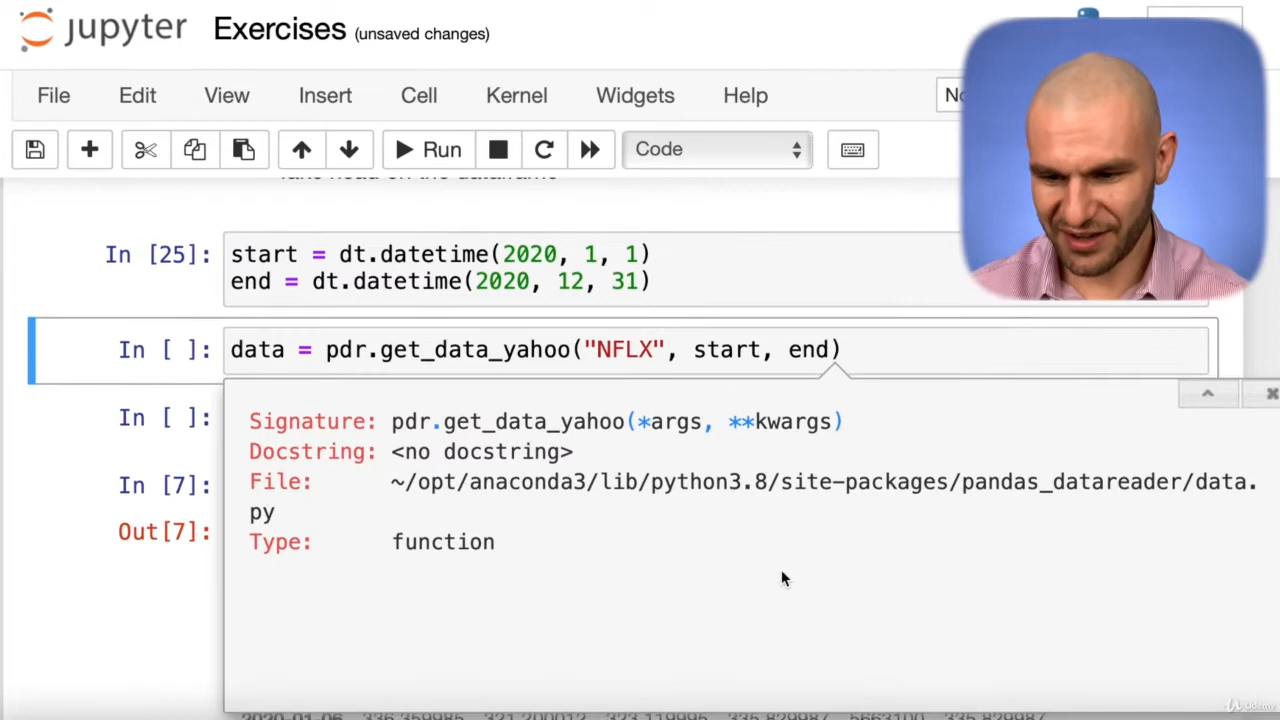 jupyter Exercises (unsaved changes)
File Edit View Insert Cell Kernel Widgets Help
Run Code
In [25]: start = dt.datetime(2020, 1, 1)
end = dt.datetime(2020, 12, 31)
In [ ]: data = pdr.get_data_yahoo("NFLX", start, end)
Signature: pdr.get_data_yahoo(*args, **kwargs)
In [ ]:
Docstring: <no docstring>
File: ~/opt/anaconda3/lib/python3.8/site-packages/pandas_datareader/data.
In [7]:
py
Out[7]:
Type: function
Udemy